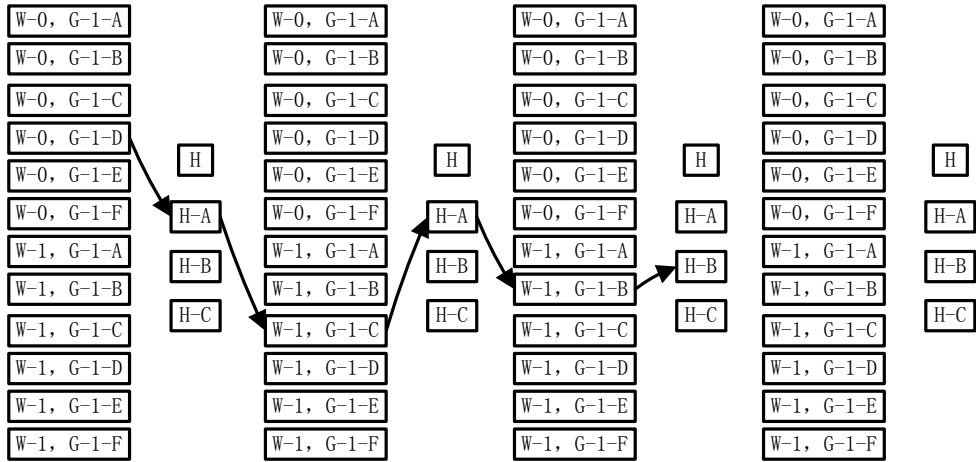 W-0, G-1-A W-0, G-1-A W-0, G-1-A W-0, G-1-A
W-0, G-1-B W-0, G-1-B W-0, G-1-B W-0, G-1-B
W-0, G-1-C W-0, G-1-C W-0, G-1-C W-0, G-1-C
W-0, G-1-D W-0, G-1-D W-0, G-1-D W-0, G-1-D
H H H H
W-0, G-1-E W-0, G-1-E W-0, G-1-E W-0, G-1-E
W-0, G-1-F H-A W-0, G-1-F H-A W-0, G-1-F H-A W-0, G-1-F H-A
W-1, G-1-A W-1, G-1-A W-1, G-1-A W-1, G-1-A
H-B H-B H-B H-B
W-1, G-1-B W-1, G-1-B W-1, G-1-B W-1, G-1-B
H-C H-C H-C H-C
W-1, G-1-C W-1, G-1-C W-1, G-1-C W-1, G-1-C
W-1, G-1-D W-1, G-1-D W-1, G-1-D W-1, G-1-D
W-1, G-1-E W-1, G-1-E W-1, G-1-E W-1, G-1-E
W-1, G-1-F W-1, G-1-F W-1, G-1-F W-1, G-1-F